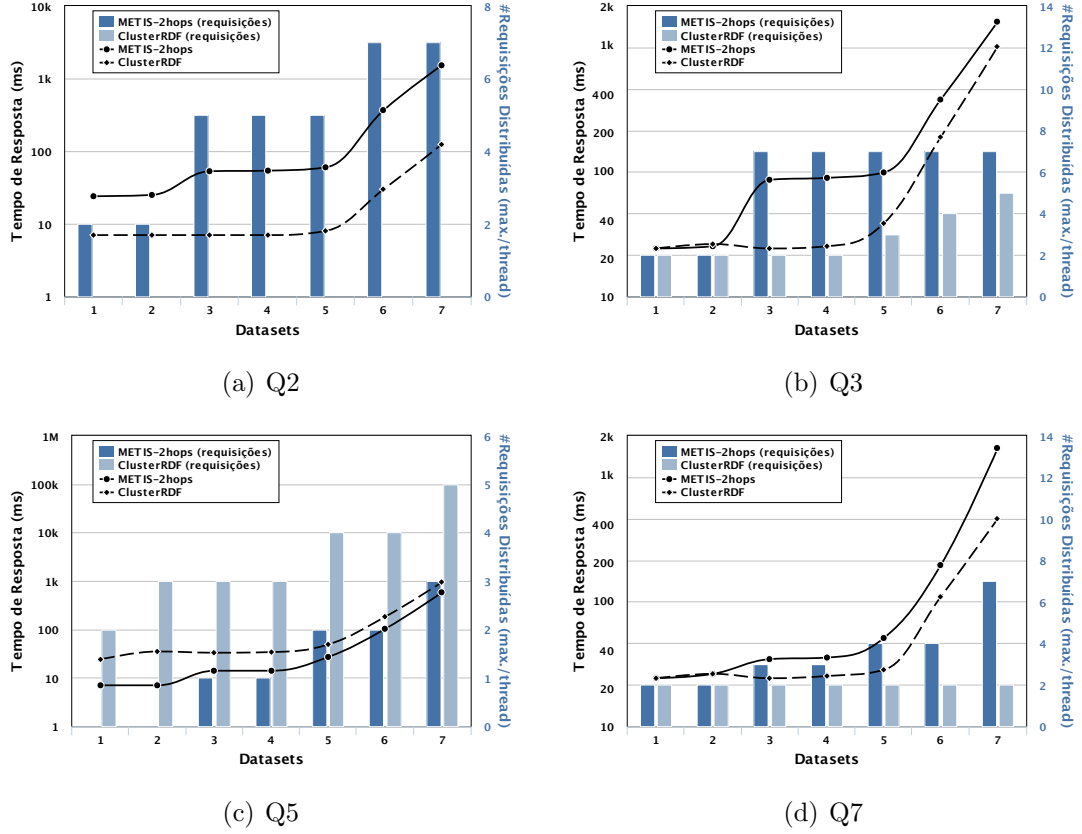 10k
1k
100
10
1
Tempo de Resposta (ms)
METIS-2hops (requisições)
ClusterRDF (requisições)
METIS-2hops
ClusterRDF
8
6
4
2
0
#Requisições Distribuídas (max./thread)
1 2 3 4 5 6 7
Datasets
(a) Q2
2k
1k
400
200
100
40
20
10
Tempo de Resposta (ms)
METIS-2hops (requisições)
ClusterRDF (requisições)
METIS-2hops
ClusterRDF
14
12
10
8
6
4
2
0
#Requisições Distribuídas (max./thread)
1 2 3 4 5 6 7
Datasets
(b) Q3
1M
100k
10k
1k
100
10
1
Tempo de Resposta (ms)
METIS-2hops (requisições)
ClusterRDF (requisições)
METIS-2hops
ClusterRDF
6
5
4
3
2
1
0
#Requisições Distribuídas (max./thread)
1 2 3 4 5 6 7
Datasets
(c) Q5
2k
1k
400
200
100
40
20
10
Tempo de Resposta (ms)
METIS-2hops (requisições)
ClusterRDF (requisições)
METIS-2hops
ClusterRDF
14
12
10
8
6
4
2
0
#Requisições Distribuídas (max./thread)
1 2 3 4 5 6 7
Datasets
(d) Q7